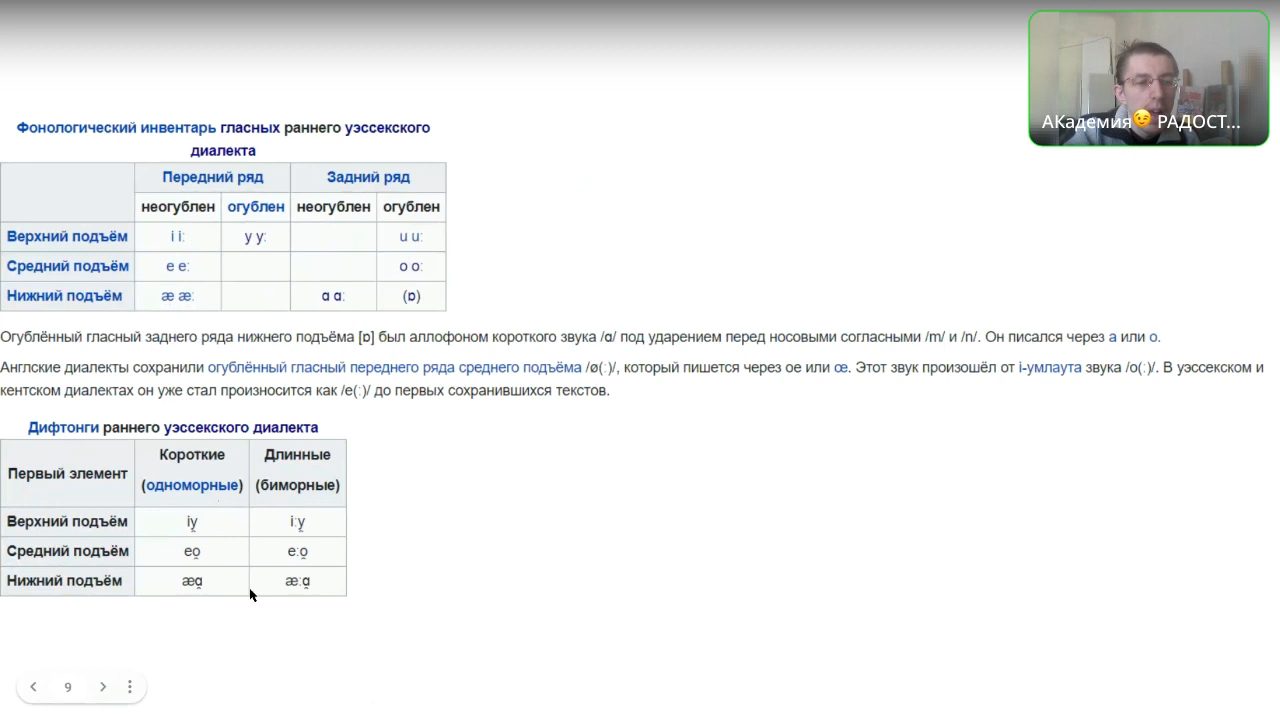 АКадемия😉 РАДОСТ...
Фонологический инвентарь гласных раннего уэссекского
диалекта
Передний ряд Задний ряд
неогублен огублен неогублен огублен
Верхний подъём i iː y yː u uː
Средний подъём e eː o oː
Нижний подъём æ æː ɑ ɑː (ɒ)
Огублённый гласный заднего ряда нижнего подъёма [ɒ] был аллофоном короткого звука /ɑ/ под ударением перед носовыми согласными /m/ и /n/. Он писался через a или o.
Англские диалекты сохранили огублённый гласный переднего ряда среднего подъёма /ø(ː)/, который пишется через oe или œ. Этот звук произошёл от i-умлаута звука /o(ː)/. В уэссекском и
кентском диалектах он уже стал произносится как /e(ː)/ до первых сохранившихся текстов.
Дифтонги раннего уэссекского диалекта
Первый элемент Короткие Длинные
(одноморные) (биморные)
Верхний подъём iy̯ iːy̯
Средний подъём eo̯ eːo̯
Нижний подъём æɑ̯ æːɑ̯
9